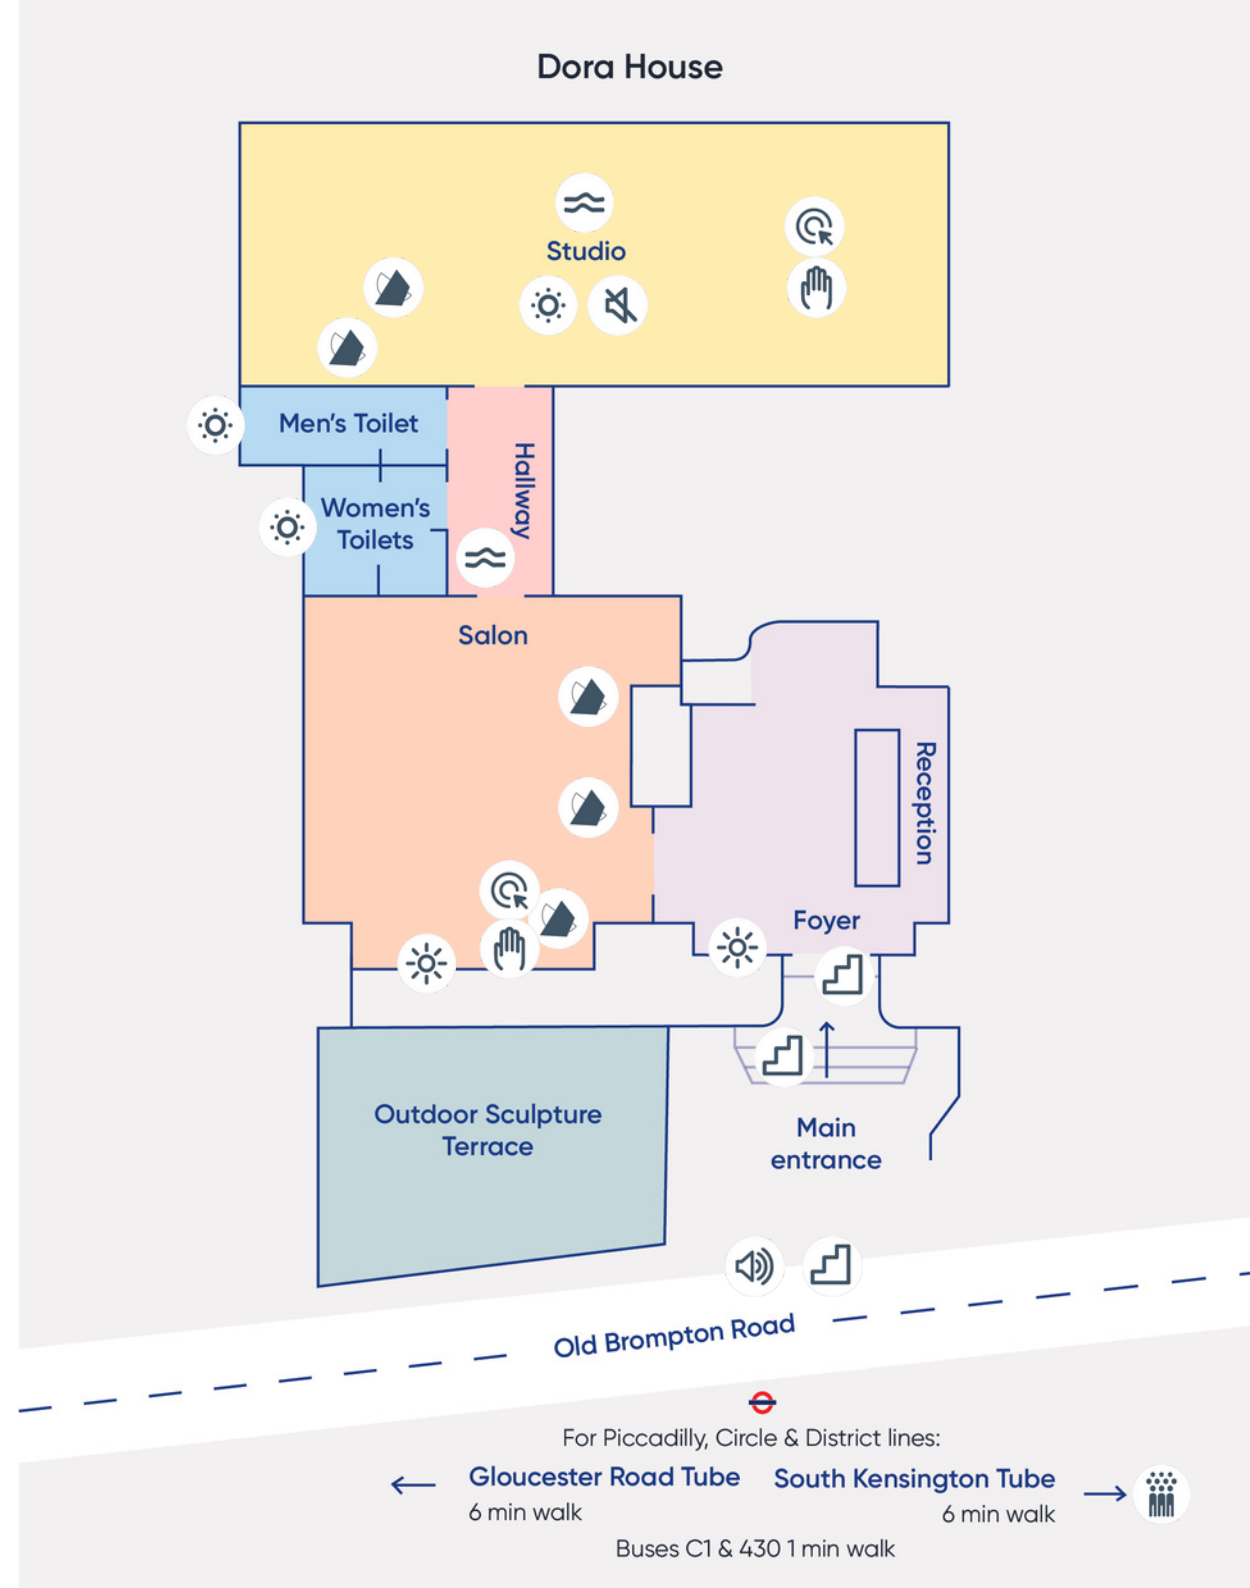 Dora House
Studio
Men's Toilet
Hallway
Women's
Toilets
Salon
Reception
Foyer
Outdoor Sculpture
Terrace
Main
entrance
Old Brompton Road
For Piccadilly, Circle & District lines:
Gloucester Road Tube
6 min walk
South Kensington Tube
6 min walk
Buses C1 & 430 1 min walk